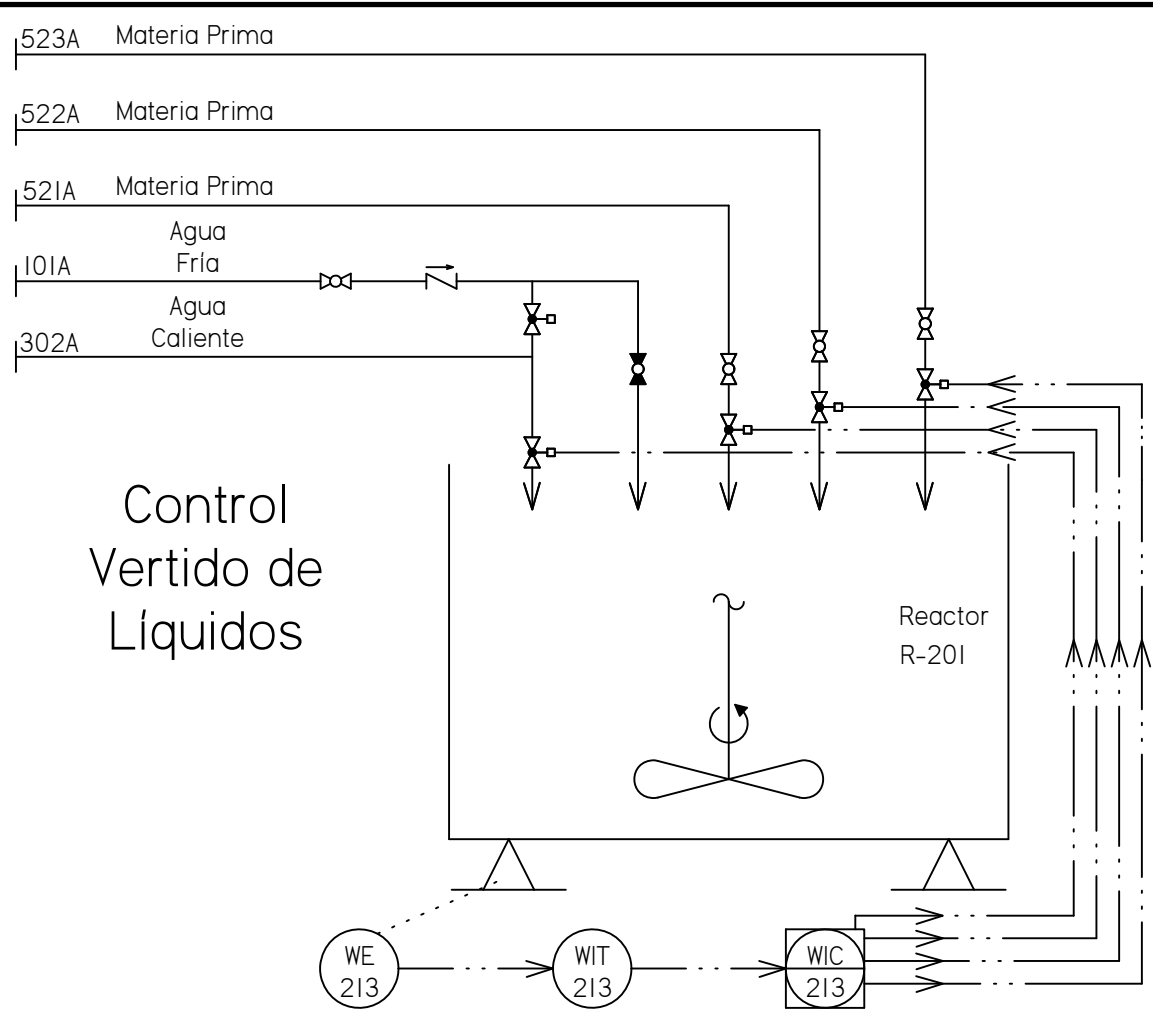 523A Materia Prima
522A Materia Prima
521A Materia Prima
Agua
101A Fría
Agua
302A Caliente
Control
Vertido de
Líquidos
Reactor
R-201
WE
213
WIT
213
WIC
213